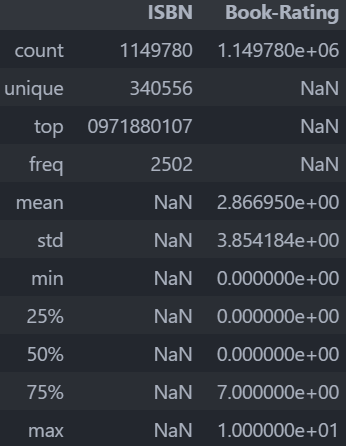 ISBN Book-Rating
count 1149780 1.149780e+06
unique 340556 NaN
top 0971880107 NaN
freq 2502 NaN
mean NaN 2.866950e+00
std NaN 3.854184e+00
min NaN 0.000000e+00
25% NaN 0.000000e+00
50% NaN 0.000000e+00
75% NaN 7.000000e+00
max NaN 1.000000e+01